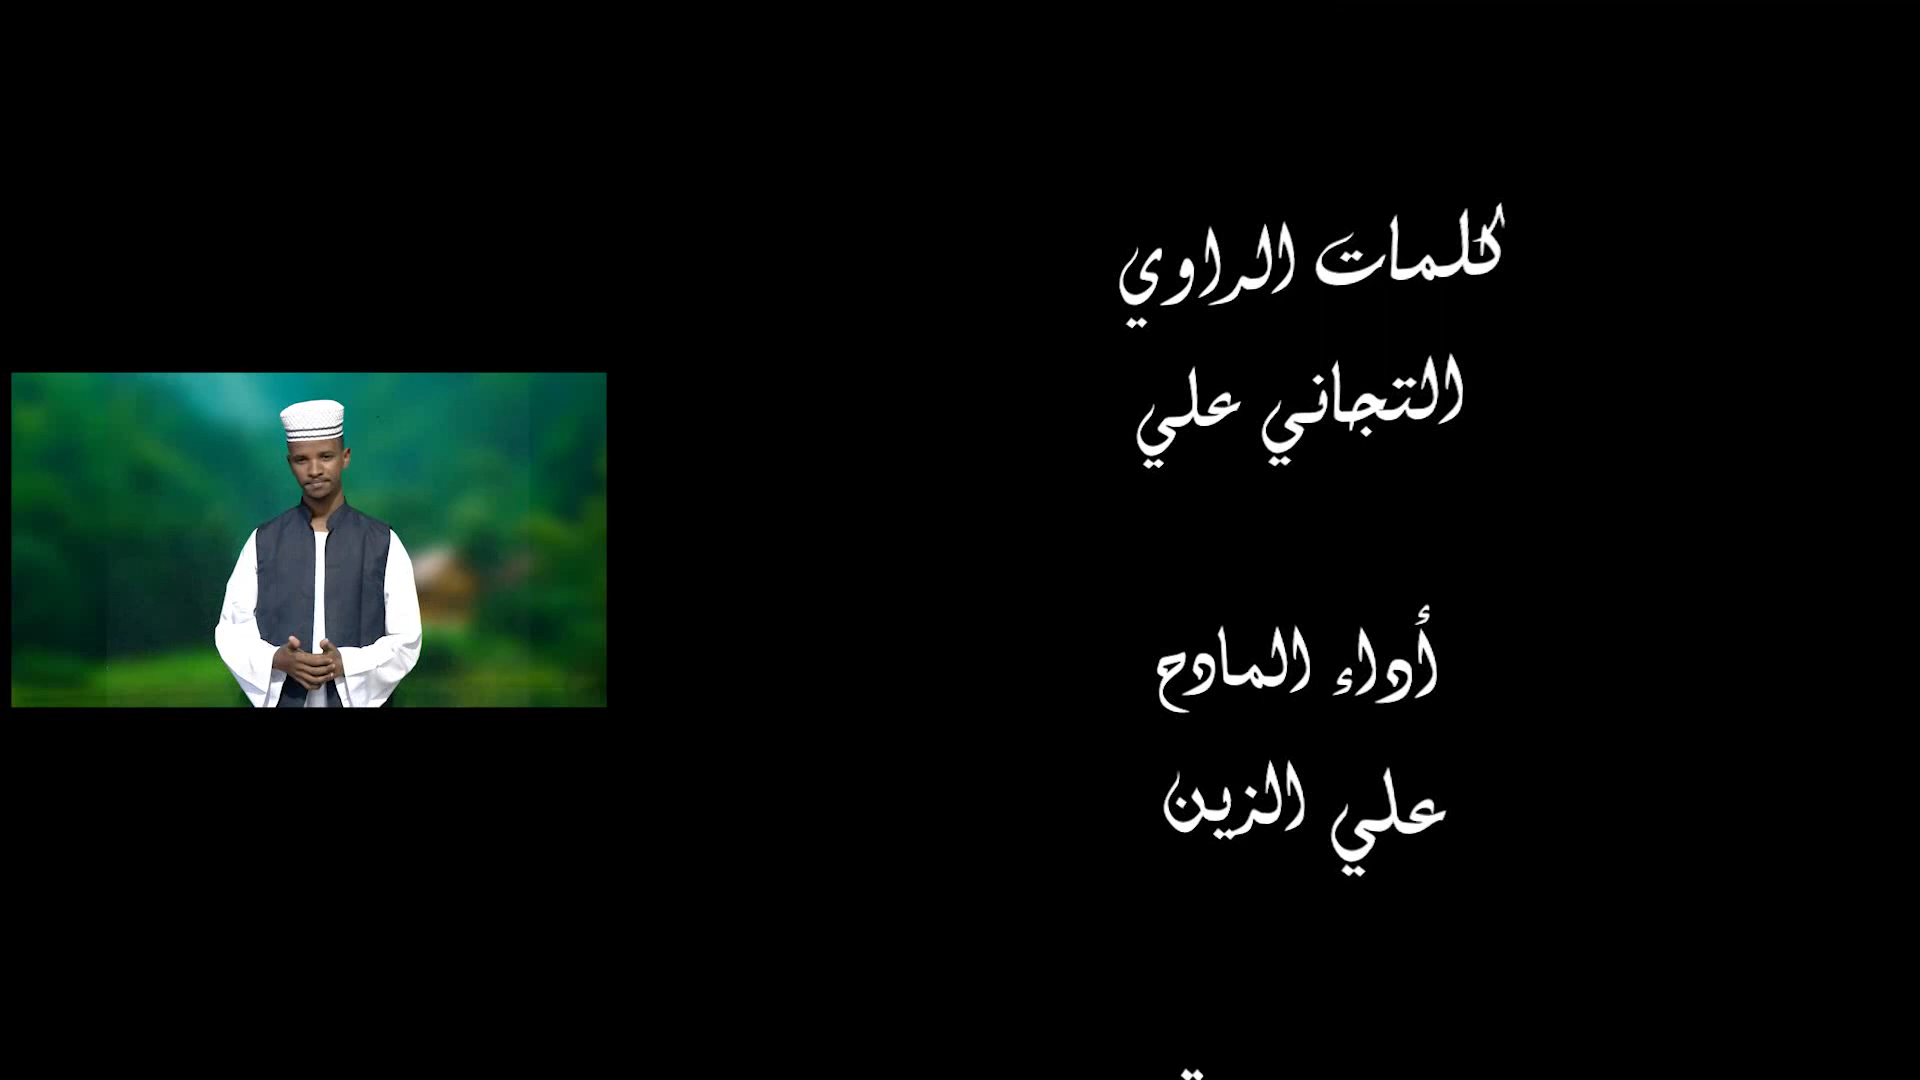 كلمات الراوي
التجاني علي
أداء المادح
علي الزين